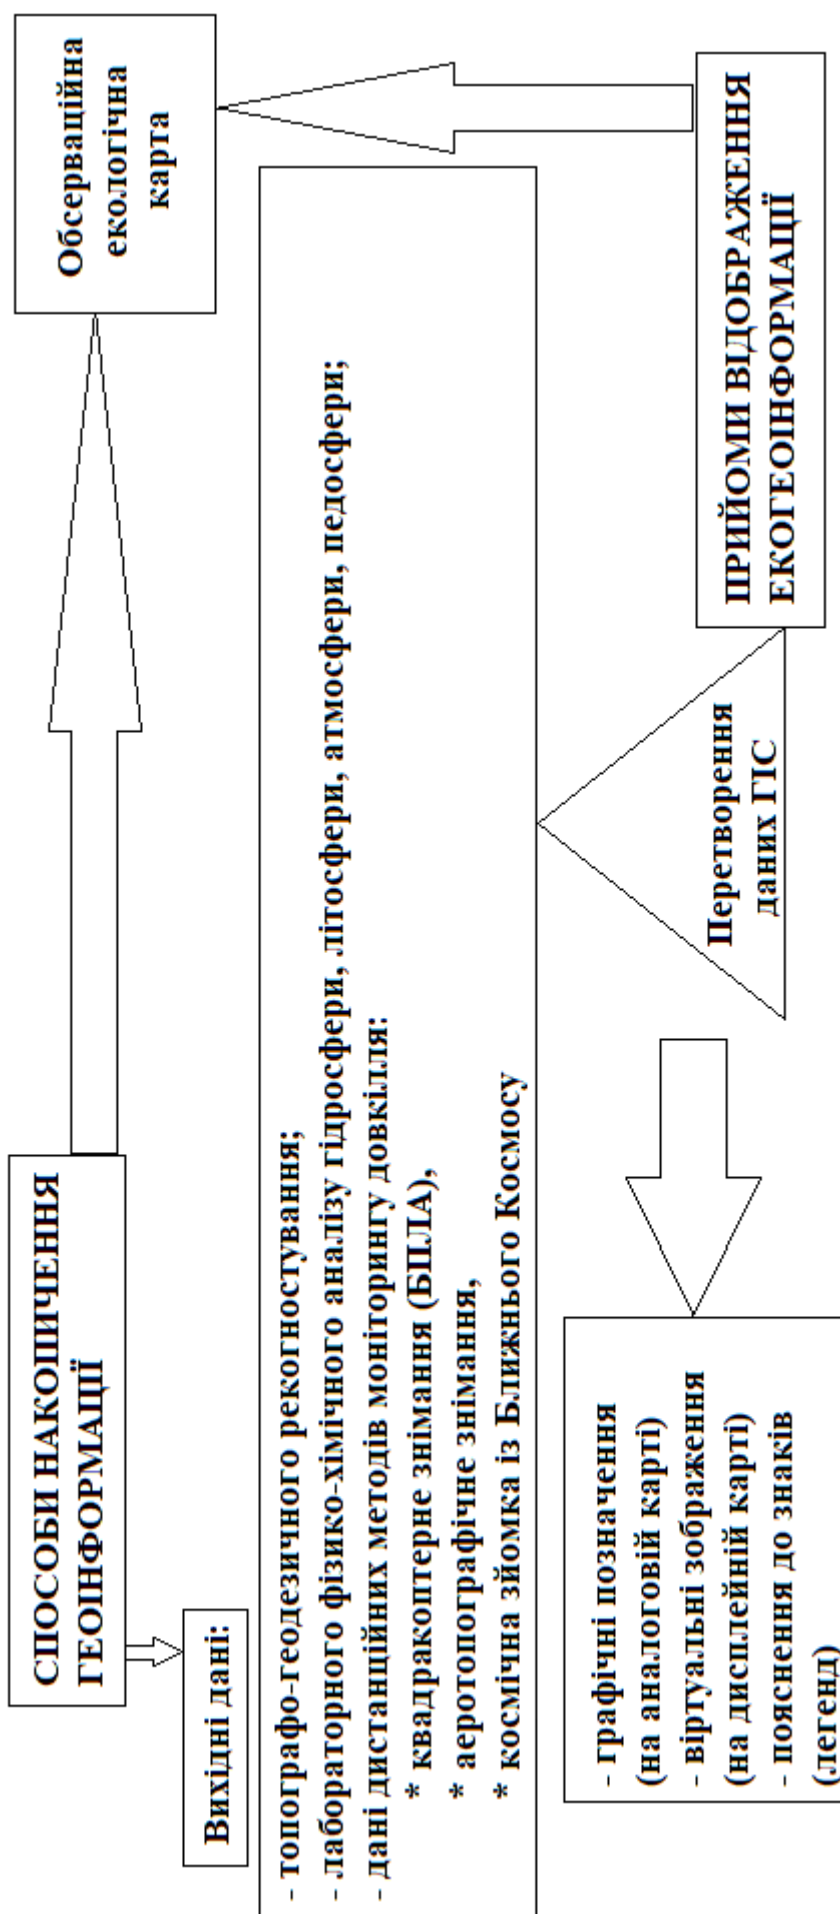 СПОСОБИ НАКОПИЧЕННЯ
ГЕОІНФОРМАЦІЇ
Обсерваційна
екологічна
карта
Вихідні дані:
- топографо-геодезичного рекогностування;
- лабораторного фізико-хімічного аналізу гідросфери, літосфери, атмосфери, педосфери;
- дані дистанційних методів моніторингу довкілля:
* квадракоптерне знімання (БПЛА),
* аеротопографічне знімання,
* космічна зйомка із Ближнього Космосу
- графічні позначення
(на аналоговій карті)
- віртуальні зображення
(на дисплейній карті)
- пояснення до знаків
(легенд)
Перетворення
даних ГІС
ПРИЙОМИ ВІДОБРАЖЕННЯ
ЕКОГЕОІНФОРМАЦІЇ